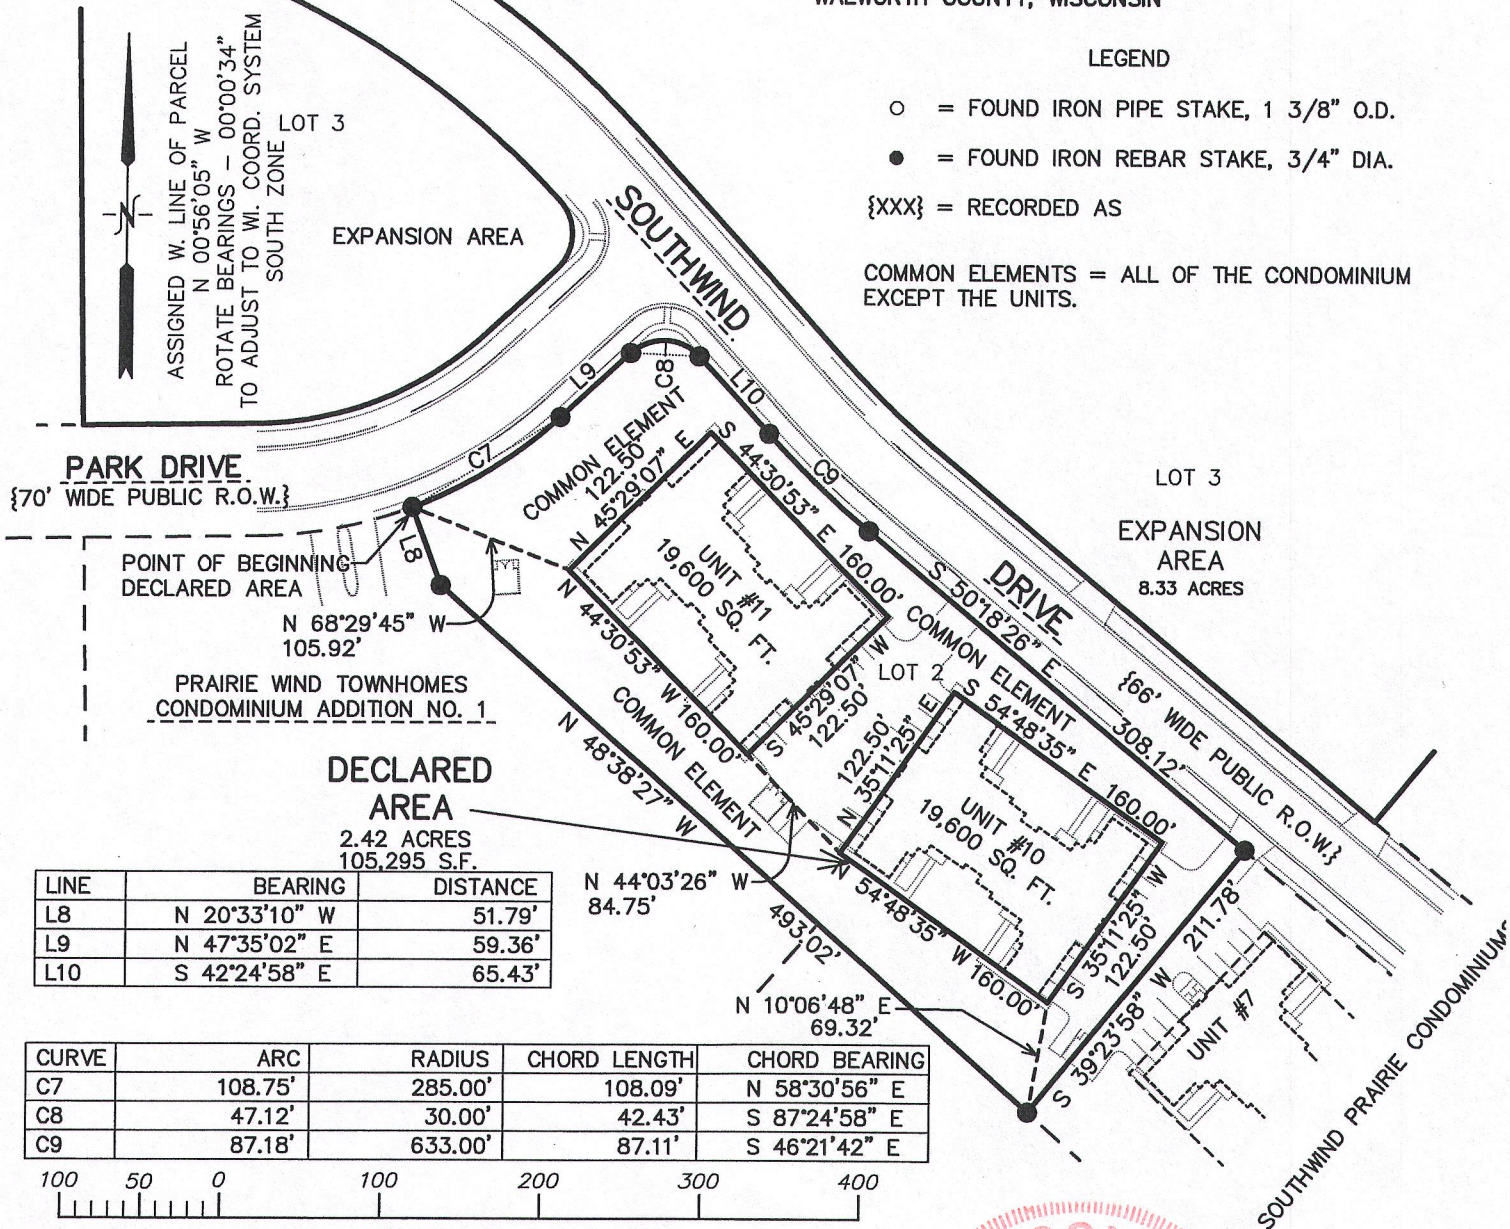 WALWORTH COUNTY, WISCONSIN
LEGEND
○ = FOUND IRON PIPE STAKE, 1 3/8" O.D.
● = FOUND IRON REBAR STAKE, 3/4" DIA.
{XXX} = RECORDED AS
COMMON ELEMENTS = ALL OF THE CONDOMINIUM
EXCEPT THE UNITS.
ASSIGNED W. LINE OF PARCEL
N 00°56'05" W
ROTATE BEARINGS - 00°00'34"
TO ADJUST TO WI. COORD. SYSTEM
SOUTH ZONE
N
LOT 3
EXPANSION AREA
SOUTHWIND
DRIVE
{66' WIDE PUBLIC R.O.W.}
PARK DRIVE
{70' WIDE PUBLIC R.O.W.}
L9
C8
L10
C7
C9
L8
LOT 3
EXPANSION
AREA
8.33 ACRES
POINT OF BEGINNING
DECLARED AREA
N 68°29'45" W
105.92'
PRAIRIE WIND TOWNHOMES
CONDOMINIUM ADDITION NO. 1
COMMON ELEMENT
122.50'
N 45°29'07" E
S 44°30'53" E 160.00'
UNIT #11
19,600 SQ. FT.
N 44°30'53" W 160.00'
S 45°29'07" W
122.50'
S 50°18'26" E 308.12'
COMMON ELEMENT
LOT 2
COMMON ELEMENT
N 48°38'27" W
493.02'
122.50'
N 35°11'25" E
S 54°48'35" E 160.00'
UNIT #10
19,600 SQ. FT.
N 54°48'35" W 160.00'
S 35°11'25" W
122.50'
S 39°23'58" W 211.78'
UNIT #7
SOUTHWIND PRAIRIE CONDOMINIUMS
DECLARED
AREA
2.42 ACRES
105,295 S.F.
N 44°03'26" W
84.75'
N 10°06'48" E
69.32'
LINE BEARING DISTANCE
L8 N 20°33'10" W 51.79'
L9 N 47°35'02" E 59.36'
L10 S 42°24'58" E 65.43'
CURVE ARC RADIUS CHORD LENGTH CHORD BEARING
C7 108.75' 285.00' 108.09' N 58°30'56" E
C8 47.12' 30.00' 42.43' S 87°24'58" E
C9 87.18' 633.00' 87.11' S 46°21'42" E
100 50 0 100 200 300 400